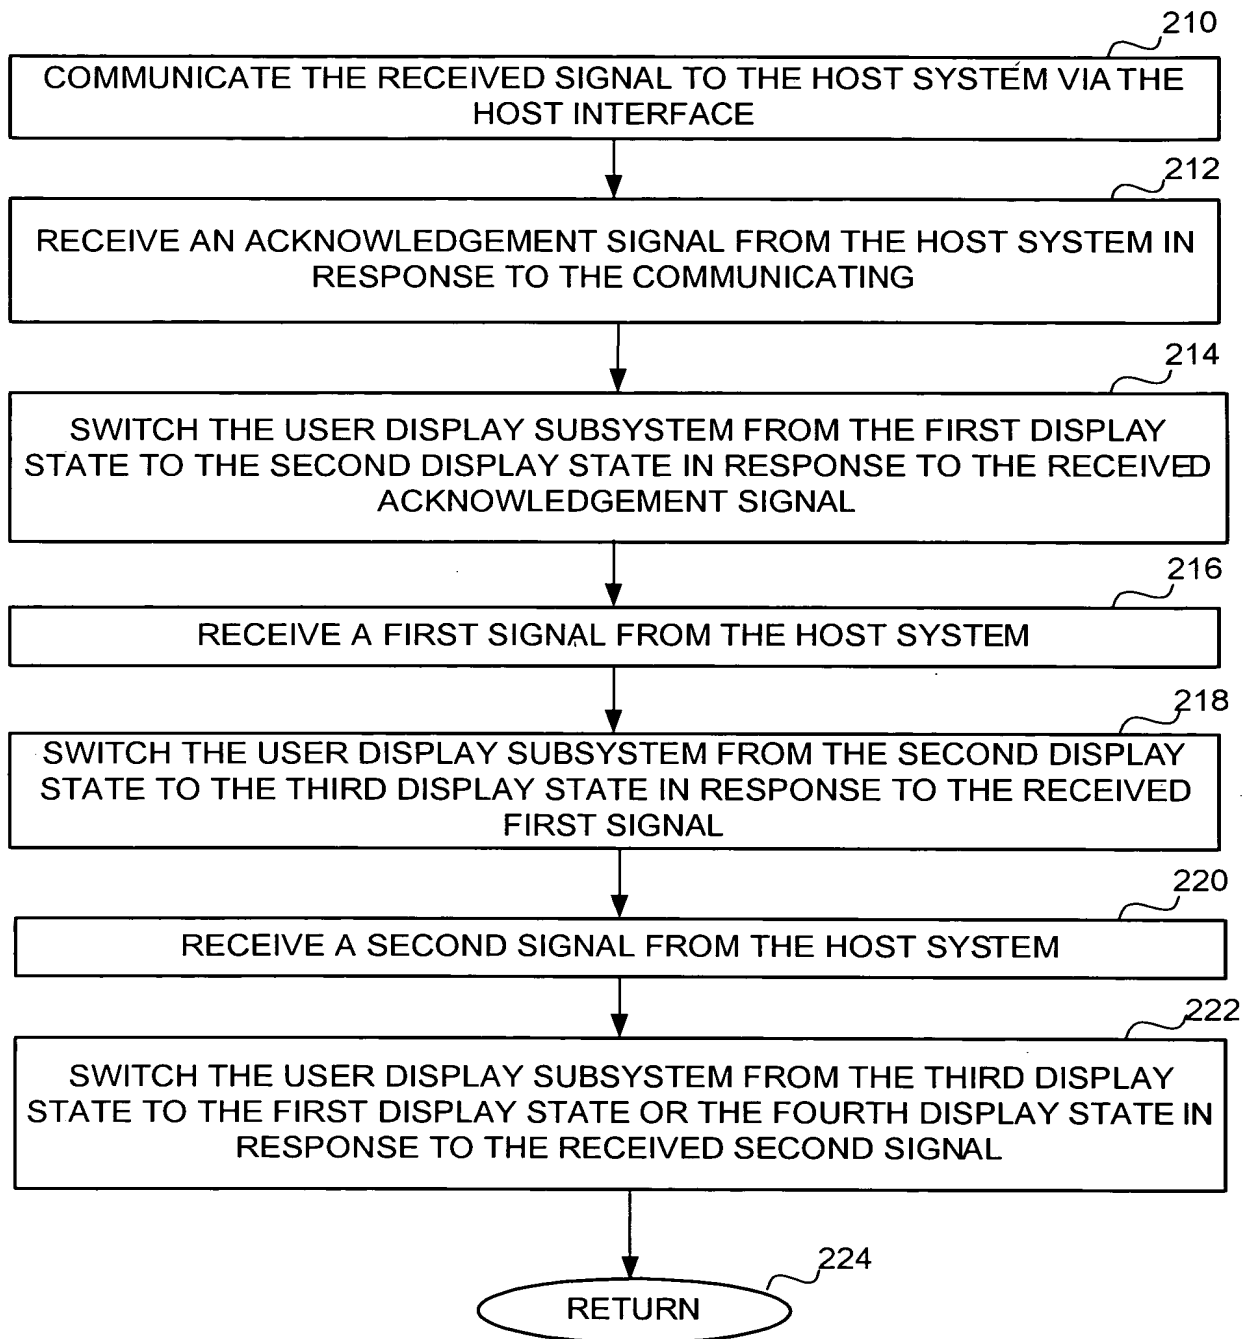 210
COMMUNICATE THE RECEIVED SIGNAL TO THE HOST SYSTEM VIA THE
HOST INTERFACE
212
RECEIVE AN ACKNOWLEDGEMENT SIGNAL FROM THE HOST SYSTEM IN
RESPONSE TO THE COMMUNICATING
214
SWITCH THE USER DISPLAY SUBSYSTEM FROM THE FIRST DISPLAY
STATE TO THE SECOND DISPLAY STATE IN RESPONSE TO THE RECEIVED
ACKNOWLEDGEMENT SIGNAL
216
RECEIVE A FIRST SIGNAL FROM THE HOST SYSTEM
218
SWITCH THE USER DISPLAY SUBSYSTEM FROM THE SECOND DISPLAY
STATE TO THE THIRD DISPLAY STATE IN RESPONSE TO THE RECEIVED
FIRST SIGNAL
220
RECEIVE A SECOND SIGNAL FROM THE HOST SYSTEM
222
SWITCH THE USER DISPLAY SUBSYSTEM FROM THE THIRD DISPLAY
STATE TO THE FIRST DISPLAY STATE OR THE FOURTH DISPLAY STATE IN
RESPONSE TO THE RECEIVED SECOND SIGNAL
224
RETURN